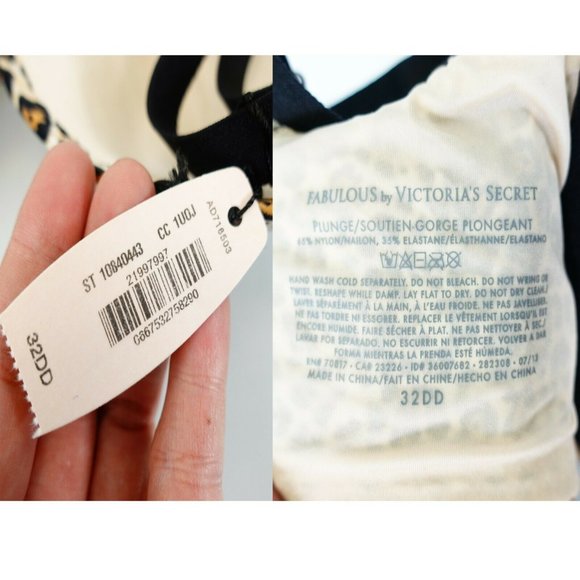 AD716503
ST 10640443 CC 1U0J
21997997
G667532758290
32DD
FABULOUS by VICTORIA'S SECRET
PLUNGE/SOUTIEN-GORGE PLONGEANT
65% NYLON/NAILON, 35% ELASTANE/ÉLASTHANNE/ELASTANO
HAND WASH COLD SEPARATELY. DO NOT BLEACH. DO NOT WRING OR
TWIST. RESHAPE WHILE DAMP. LAY FLAT TO DRY. DO NOT DRY CLEAN./
LAVER SÉPARÉMENT À LA MAIN, À L'EAU FROIDE. NE PAS JAVELLISER.
NE PAS TORDRE NI ESSORER. REPLACER LE VÊTEMENT LORSQU'IL EST
ENCORE HUMIDE. FAIRE SÉCHER À PLAT. NE PAS NETTOYER À SEC./
LAVAR POR SEPARADO. NO ESCURRIR NI RETORCER. VOLVER A DAR
FORMA MIENTRAS LA PRENDA ESTÉ HÚMEDA.
RN# 70817 • CA# 23226 • ID# 36007682 • 282308 • 07/13
MADE IN CHINA/FAIT EN CHINE/HECHO EN CHINA
32DD